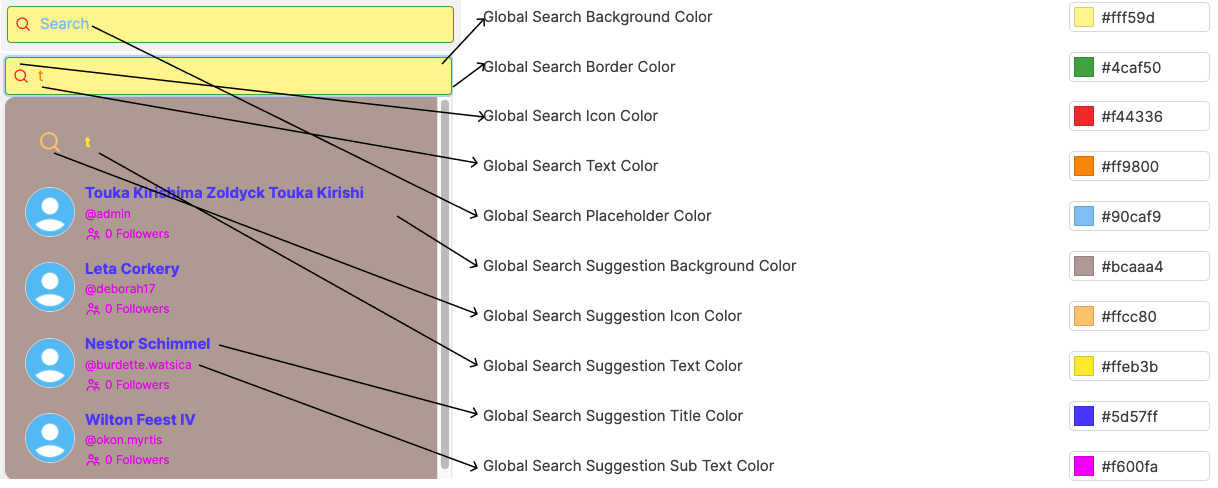 Search
t
t
Touka Kirishima Zoldyck Touka Kirishi
@admin
0 Followers
Leta Corkery
@deborah17
0 Followers
Nestor Schimmel
@burdette.watsica
0 Followers
Wilton Feest IV
@okon.myrtis
0 Followers
Global Search Background Color #fff59d
Global Search Border Color #4caf50
Global Search Icon Color #f44336
Global Search Text Color #ff9800
Global Search Placeholder Color #90caf9
Global Search Suggestion Background Color #bcaaa4
Global Search Suggestion Icon Color #ffcc80
Global Search Suggestion Text Color #ffeb3b
Global Search Suggestion Title Color #5d57ff
Global Search Suggestion Sub Text Color #f600fa